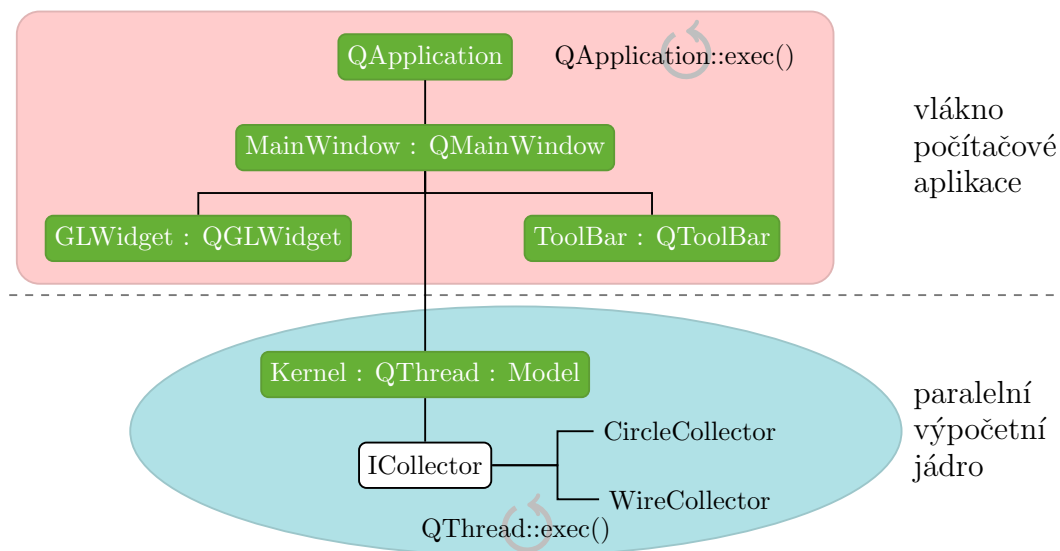 QApplication
QApplication::exec()
MainWindow : QMainWindow
GLWidget : QGLWidget
ToolBar : QToolBar
vlákno
počítačové
aplikace
Kernel : QThread : Model
ICollector
CircleCollector
WireCollector
QThread::exec()
paralelní
výpočetní
jádro